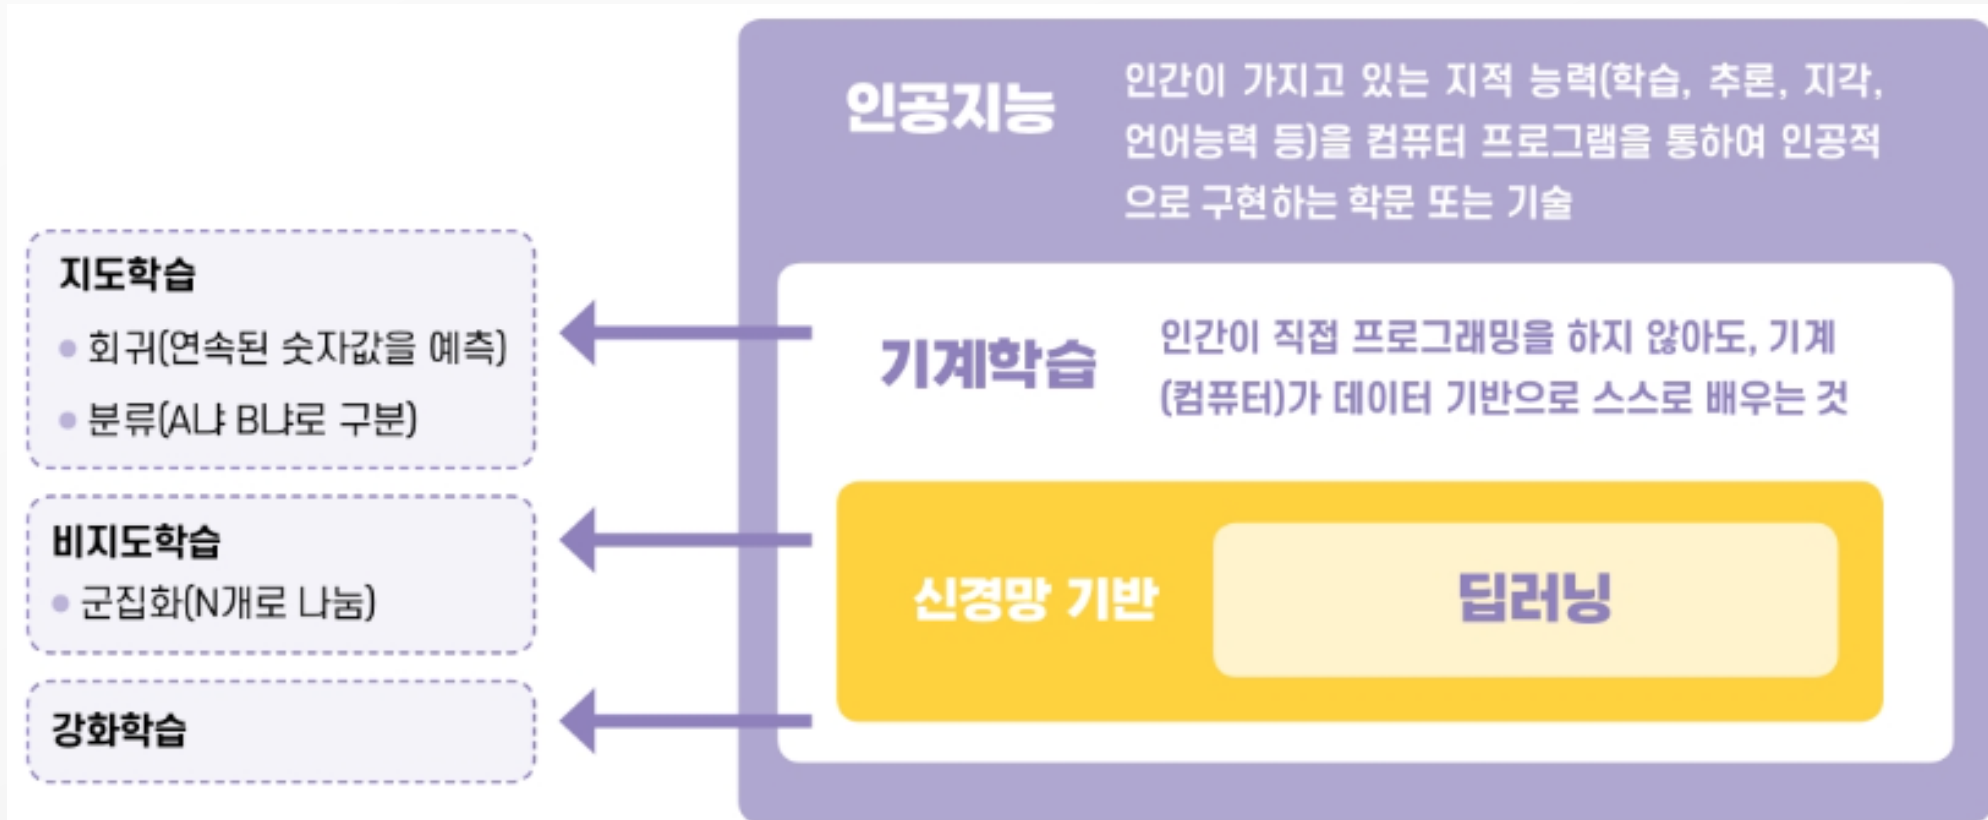 인공지능
인간이 가지고 있는 지적 능력(학습, 추론, 지각,
언어능력 등)을 컴퓨터 프로그램을 통하여 인공적
으로 구현하는 학문 또는 기술
기계학습
인간이 직접 프로그래밍을 하지 않아도, 기계
(컴퓨터)가 데이터 기반으로 스스로 배우는 것
신경망 기반
딥러닝
지도학습
회귀(연속된 숫자값을 예측)
분류(A냐 B냐로 구분)
비지도학습
군집화(N개로 나눔)
강화학습